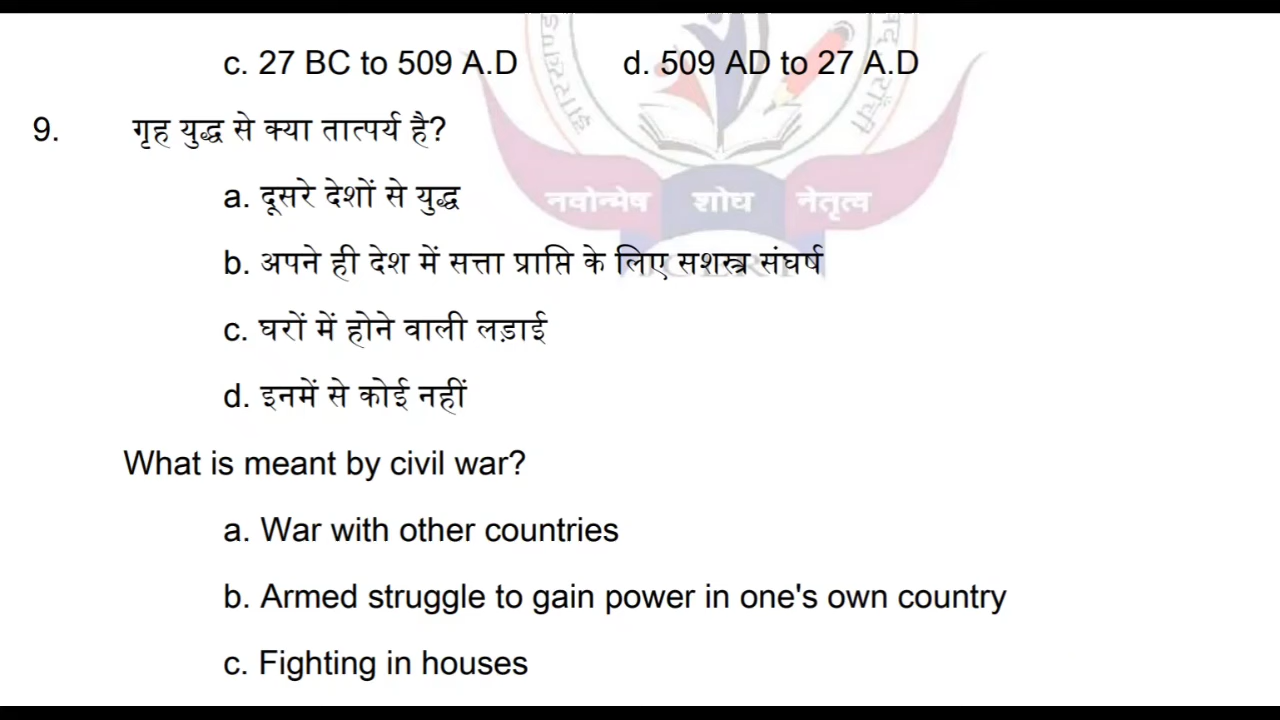 c. 27 BC to 509 A.D d. 509 AD to 27 A.D
9. गृह युद्ध से क्या तात्पर्य है?
a. दूसरे देशों से युद्ध
नवोन्मेष शोध नेतृत्व
b. अपने ही देश में सत्ता प्राप्ति के लिए सशस्त्र संघर्ष
c. घरों में होने वाली लड़ाई
d. इनमें से कोई नहीं
What is meant by civil war?
a. War with other countries
b. Armed struggle to gain power in one's own country
c. Fighting in houses